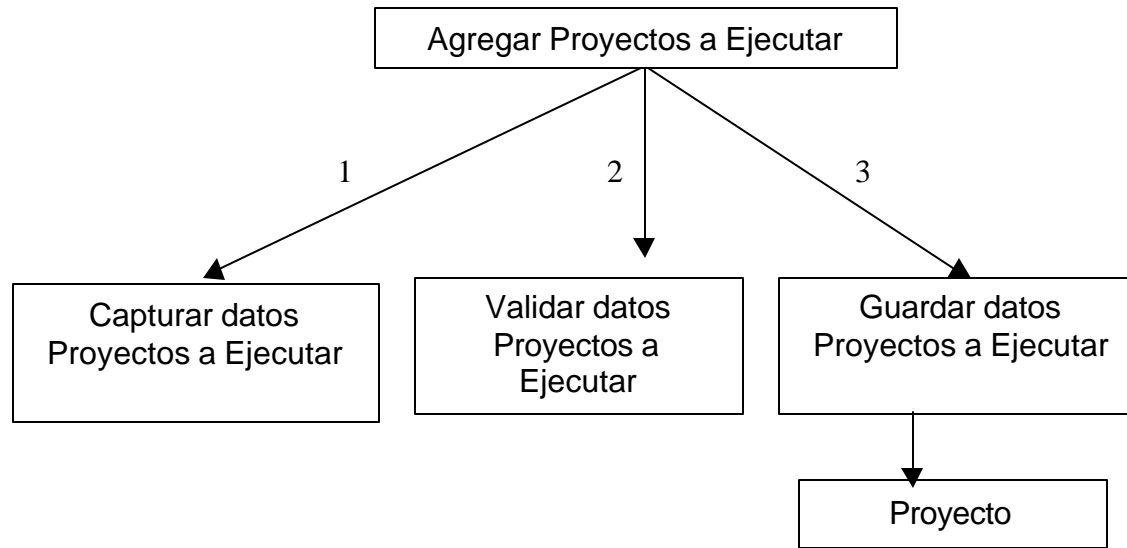 Agregar Proyectos a Ejecutar
1
2
3
Capturar datos
Proyectos a Ejecutar
Validar datos
Proyectos a
Ejecutar
Guardar datos
Proyectos a Ejecutar
Proyecto